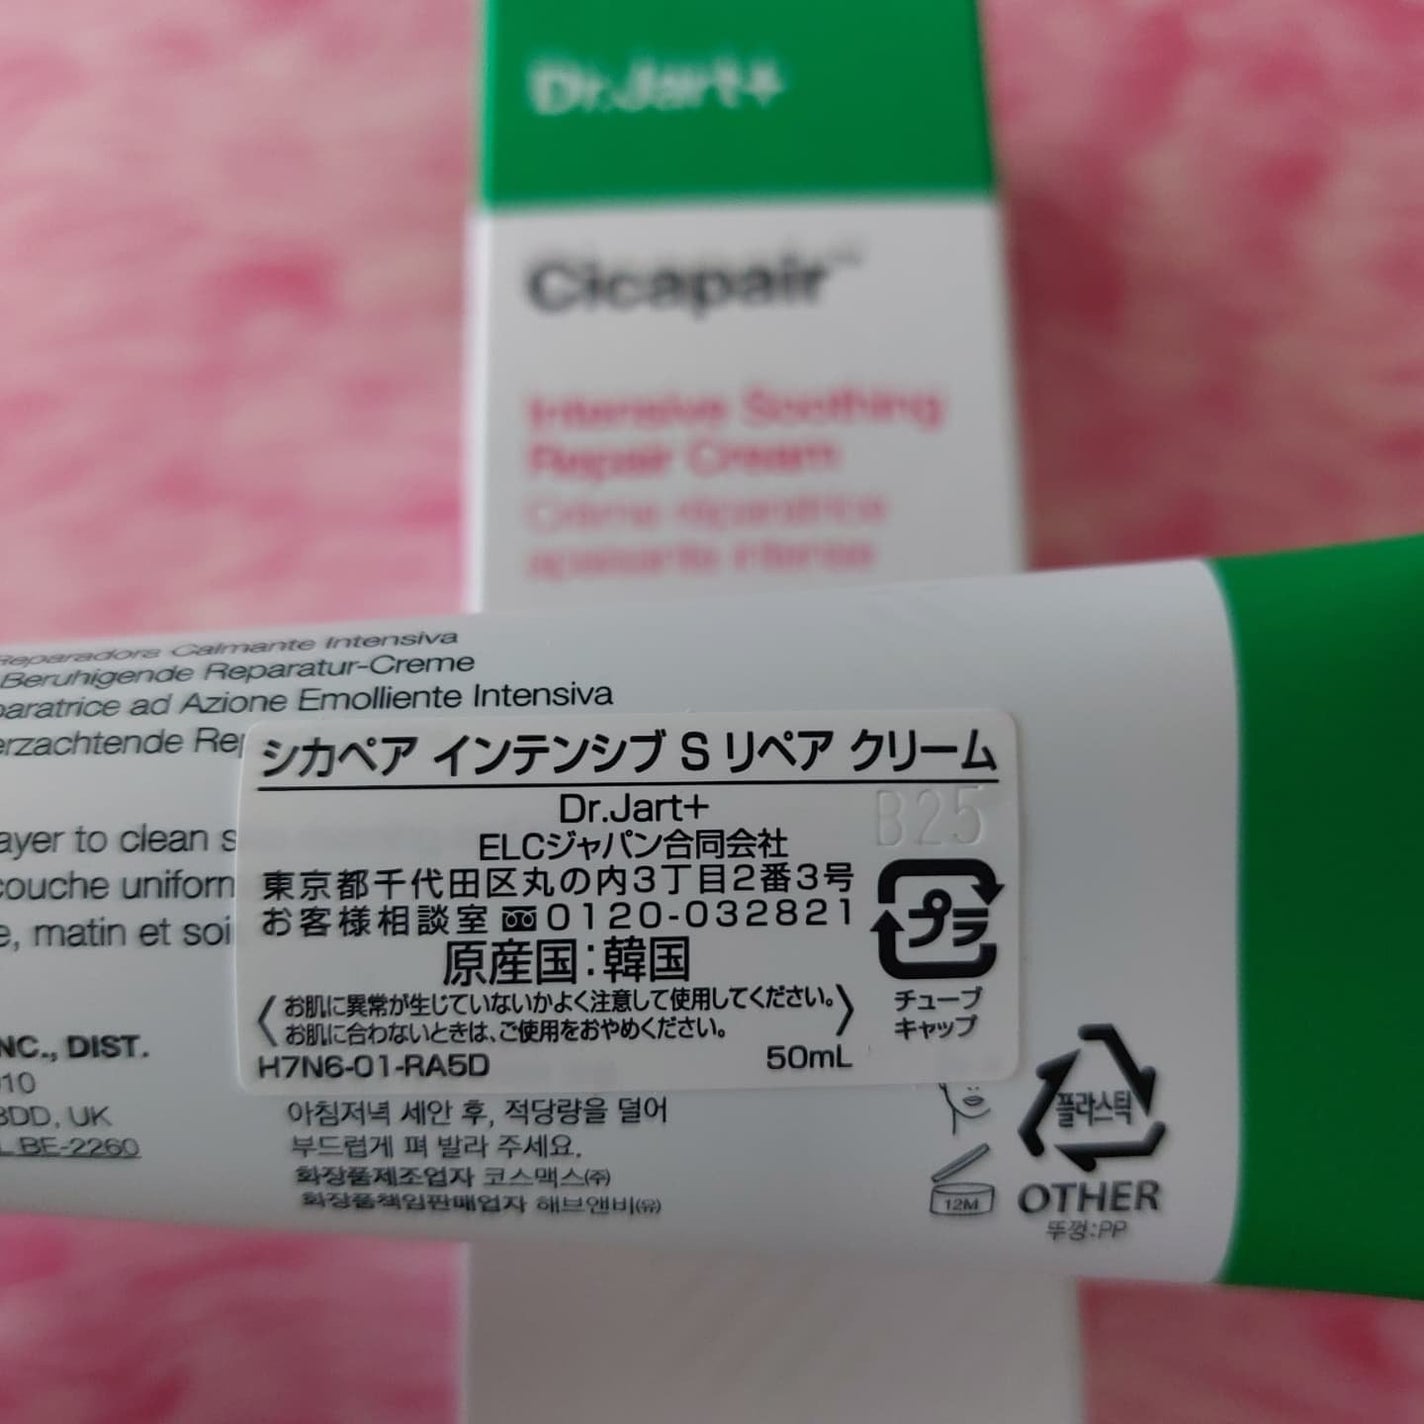 Dr.Jart+
Cicapair™
Intensive Soothing
Repair Cream
Crème réparatrice
apaisante intense
Reparadora Calmante Intensiva
Beruhigende Reparatur-Creme
paratrice ad Azione Emolliente Intensiva
erzachtende Rep
シカペア インテンシブ S リペア クリーム
Dr.Jart+
B25
ELCジャパン合同会社
東京都千代田区丸の内3丁目2番3号
お客様相談室 0120-032821
原産国:韓国
〈お肌に異常が生じていないかよく注意して使用してください。
お肌に合わないときは、ご使用をおやめください。〉
H7N6-01-RA5D 50mL
プラ
チューブ
キャップ
ayer to clean s
couche uniform
e, matin et soi
NC., DIST.
10
3DD, UK
L BE-2260
아침저녁 세안 후, 적당량을 덜어
부드럽게 펴 발라 주세요.
화장품제조업자 코스맥스㈜
화장품책임판매업자 해브앤비㈲
12M
플라스틱
OTHER
뚜껑:PP